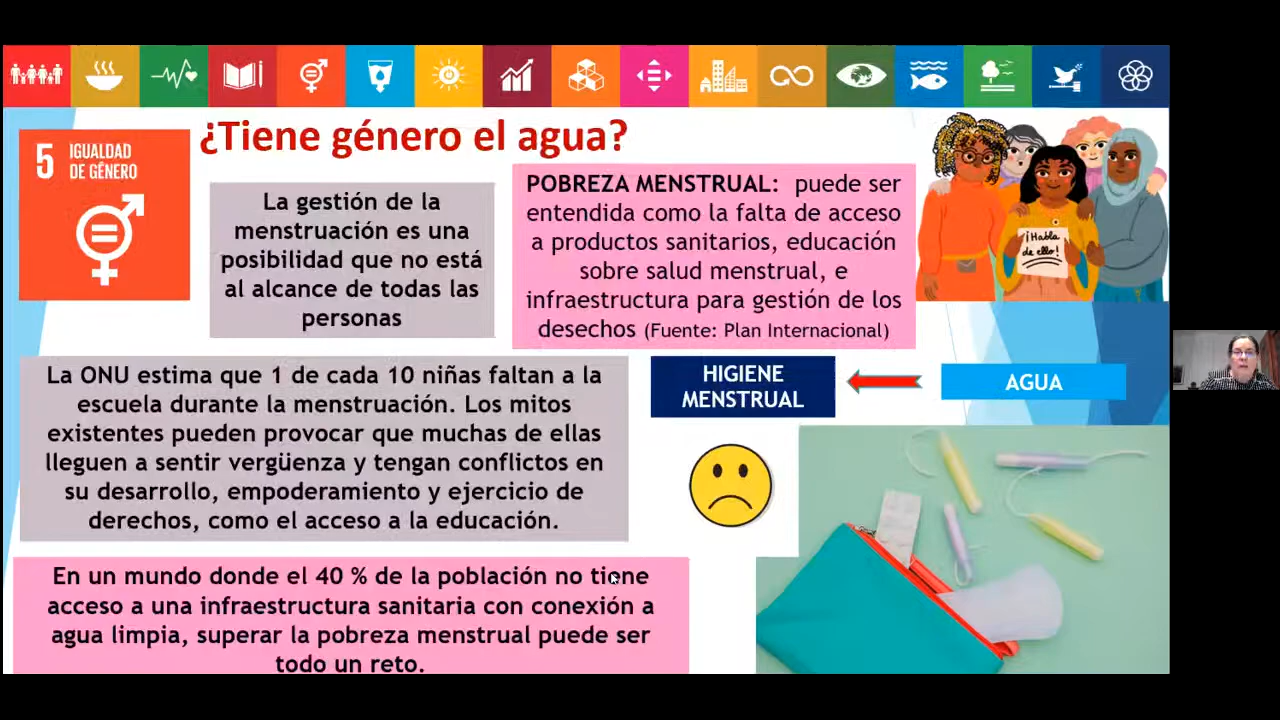 ¿Tiene género el agua?
5 IGUALDAD
DE GÉNERO
La gestión de la
menstruación es una
posibilidad que no está
al alcance de todas las
personas
POBREZA MENSTRUAL: puede ser
entendida como la falta de acceso
a productos sanitarios, educación
sobre salud menstrual, e
infraestructura para gestión de los
desechos (Fuente: Plan Internacional)
¡Habla
de ello!
La ONU estima que 1 de cada 10 niñas faltan a la
escuela durante la menstruación. Los mitos
existentes pueden provocar que muchas de ellas
lleguen a sentir vergüenza y tengan conflictos en
su desarrollo, empoderamiento y ejercicio de
derechos, como el acceso a la educación.
HIGIENE
MENSTRUAL
AGUA
En un mundo donde el 40 % de la población no tiene
acceso a una infraestructura sanitaria con conexión a
agua limpia, superar la pobreza menstrual puede ser
todo un reto.